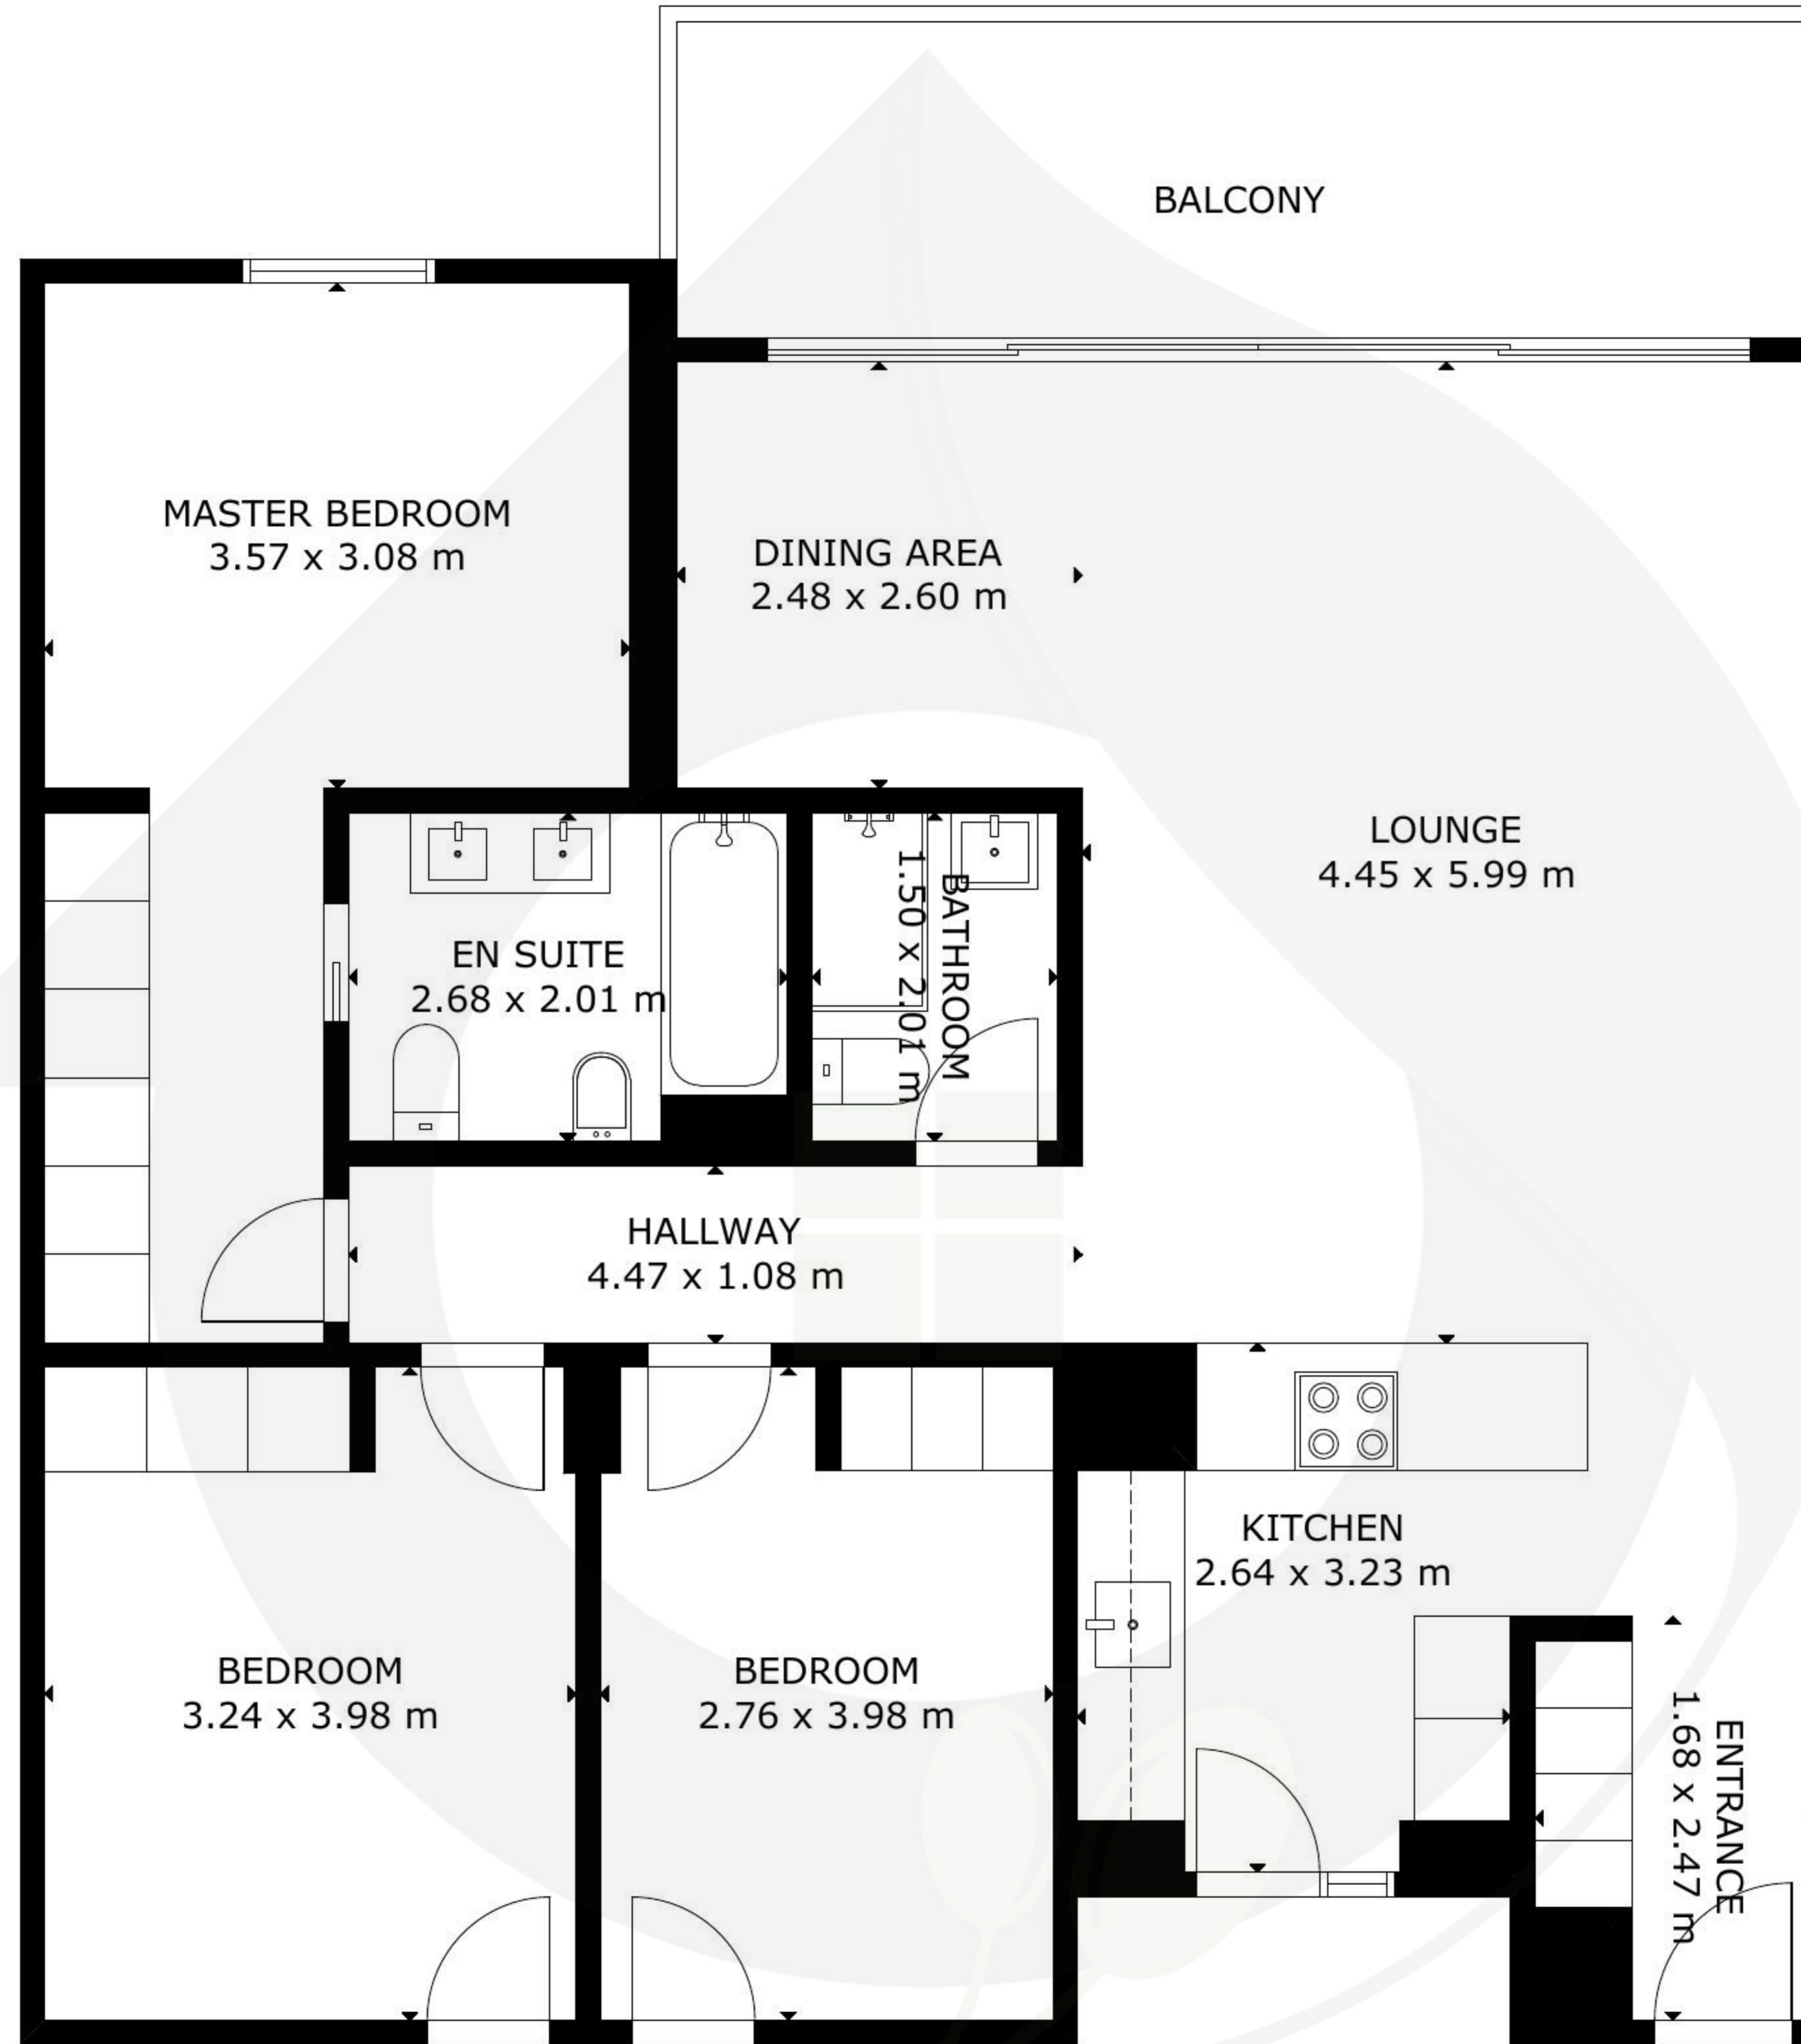 BALCONY
MASTER BEDROOM
3.57 x 3.08 m
DINING AREA
2.48 x 2.60 m
LOUNGE
4.45 x 5.99 m
EN SUITE
2.68 x 2.01 m
BATHROOM
1.50 x 2.01 m
HALLWAY
4.47 x 1.08 m
KITCHEN
2.64 x 3.23 m
BEDROOM
3.24 x 3.98 m
BEDROOM
2.76 x 3.98 m
ENTRANCE
1.68 x 2.47 m